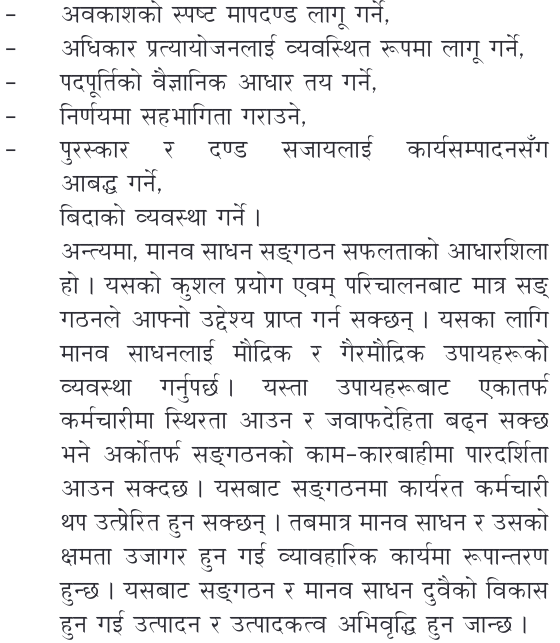 – अवकाशको स्पष्ट मापदण्ड लागू गर्ने,
– अधिकार प्रत्यायोजनलाई व्यवस्थित रूपमा लागू गर्ने,
– पदपूर्तिको वैज्ञानिक आधार तय गर्ने,
– निर्णयमा सहभागिता गराउने,
– पुरस्कार र दण्ड सजायलाई कार्यसम्पादनसँग
आबद्ध गर्ने,
बिदाको व्यवस्था गर्ने ।
अन्त्यमा, मानव साधन सङ्गठन सफलताको आधारशिला
हो । यसको कुशल प्रयोग एवम् परिचालनबाट मात्र सङ्
गठनले आफ्नो उद्देश्य प्राप्त गर्न सक्छन् । यसका लागि
मानव साधनलाई मौद्रिक र गैरमौद्रिक उपायहरूको
व्यवस्था गर्नुपर्छ । यस्ता उपायहरूबाट एकातर्फ
कर्मचारीमा स्थिरता आउन र जवाफदेहिता बढ्न सक्छ
भने अर्कोतर्फ सङ्गठनको काम-कारबाहीमा पारदर्शिता
आउन सक्दछ । यसबाट सङ्गठनमा कार्यरत कर्मचारी
थप उत्प्रेरित हुन सक्छन् । तबमात्र मानव साधन र उसको
क्षमता उजागर हुन गई व्यावहारिक कार्यमा रूपान्तरण
हुन्छ । यसबाट सङ्गठन र मानव साधन दुवैको विकास
हुन गई उत्पादन र उत्पादकत्व अभिवृद्धि हुन जान्छ ।